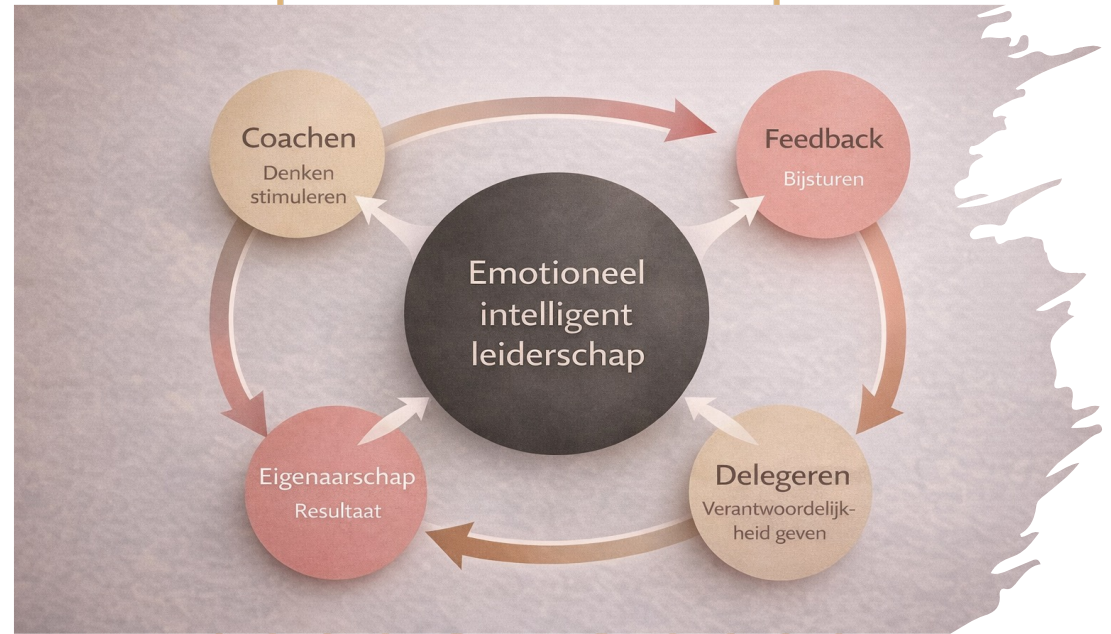 Coachen
Denken
stimuleren
Feedback
Bijsturen
Emotioneel
intelligent
leiderschap
Eigenaarschap
Resultaat
Delegeren
Verantwoordelijk-
heid geven